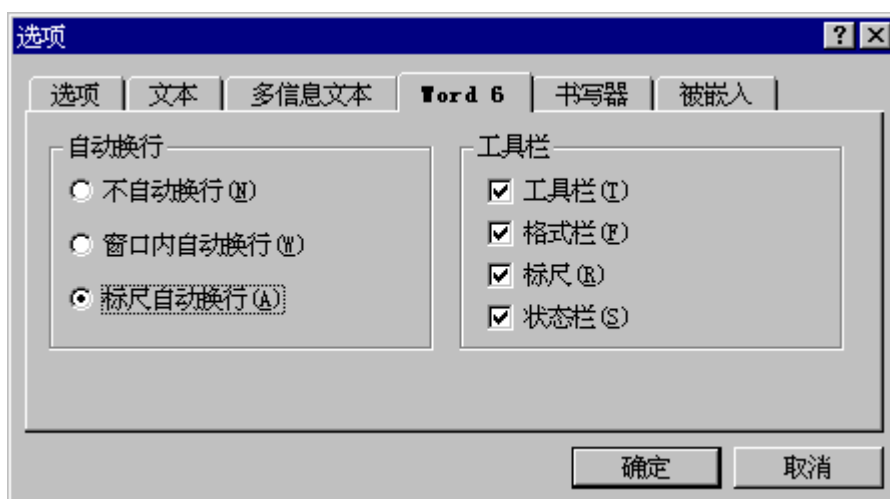 选项
选项 文本 多信息文本 Word 6 书写器 被嵌入
自动换行
不自动换行(N)
窗口内自动换行(W)
标尺自动换行(A)
工具栏
工具栏(T)
格式栏(F)
标尺(R)
状态栏(S)
确定 取消